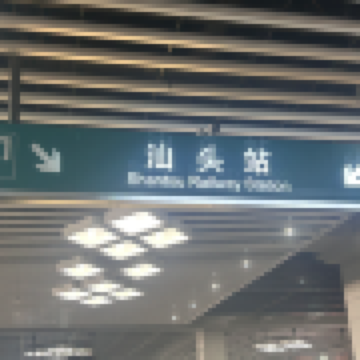 汕头站
Shantou Railway Station